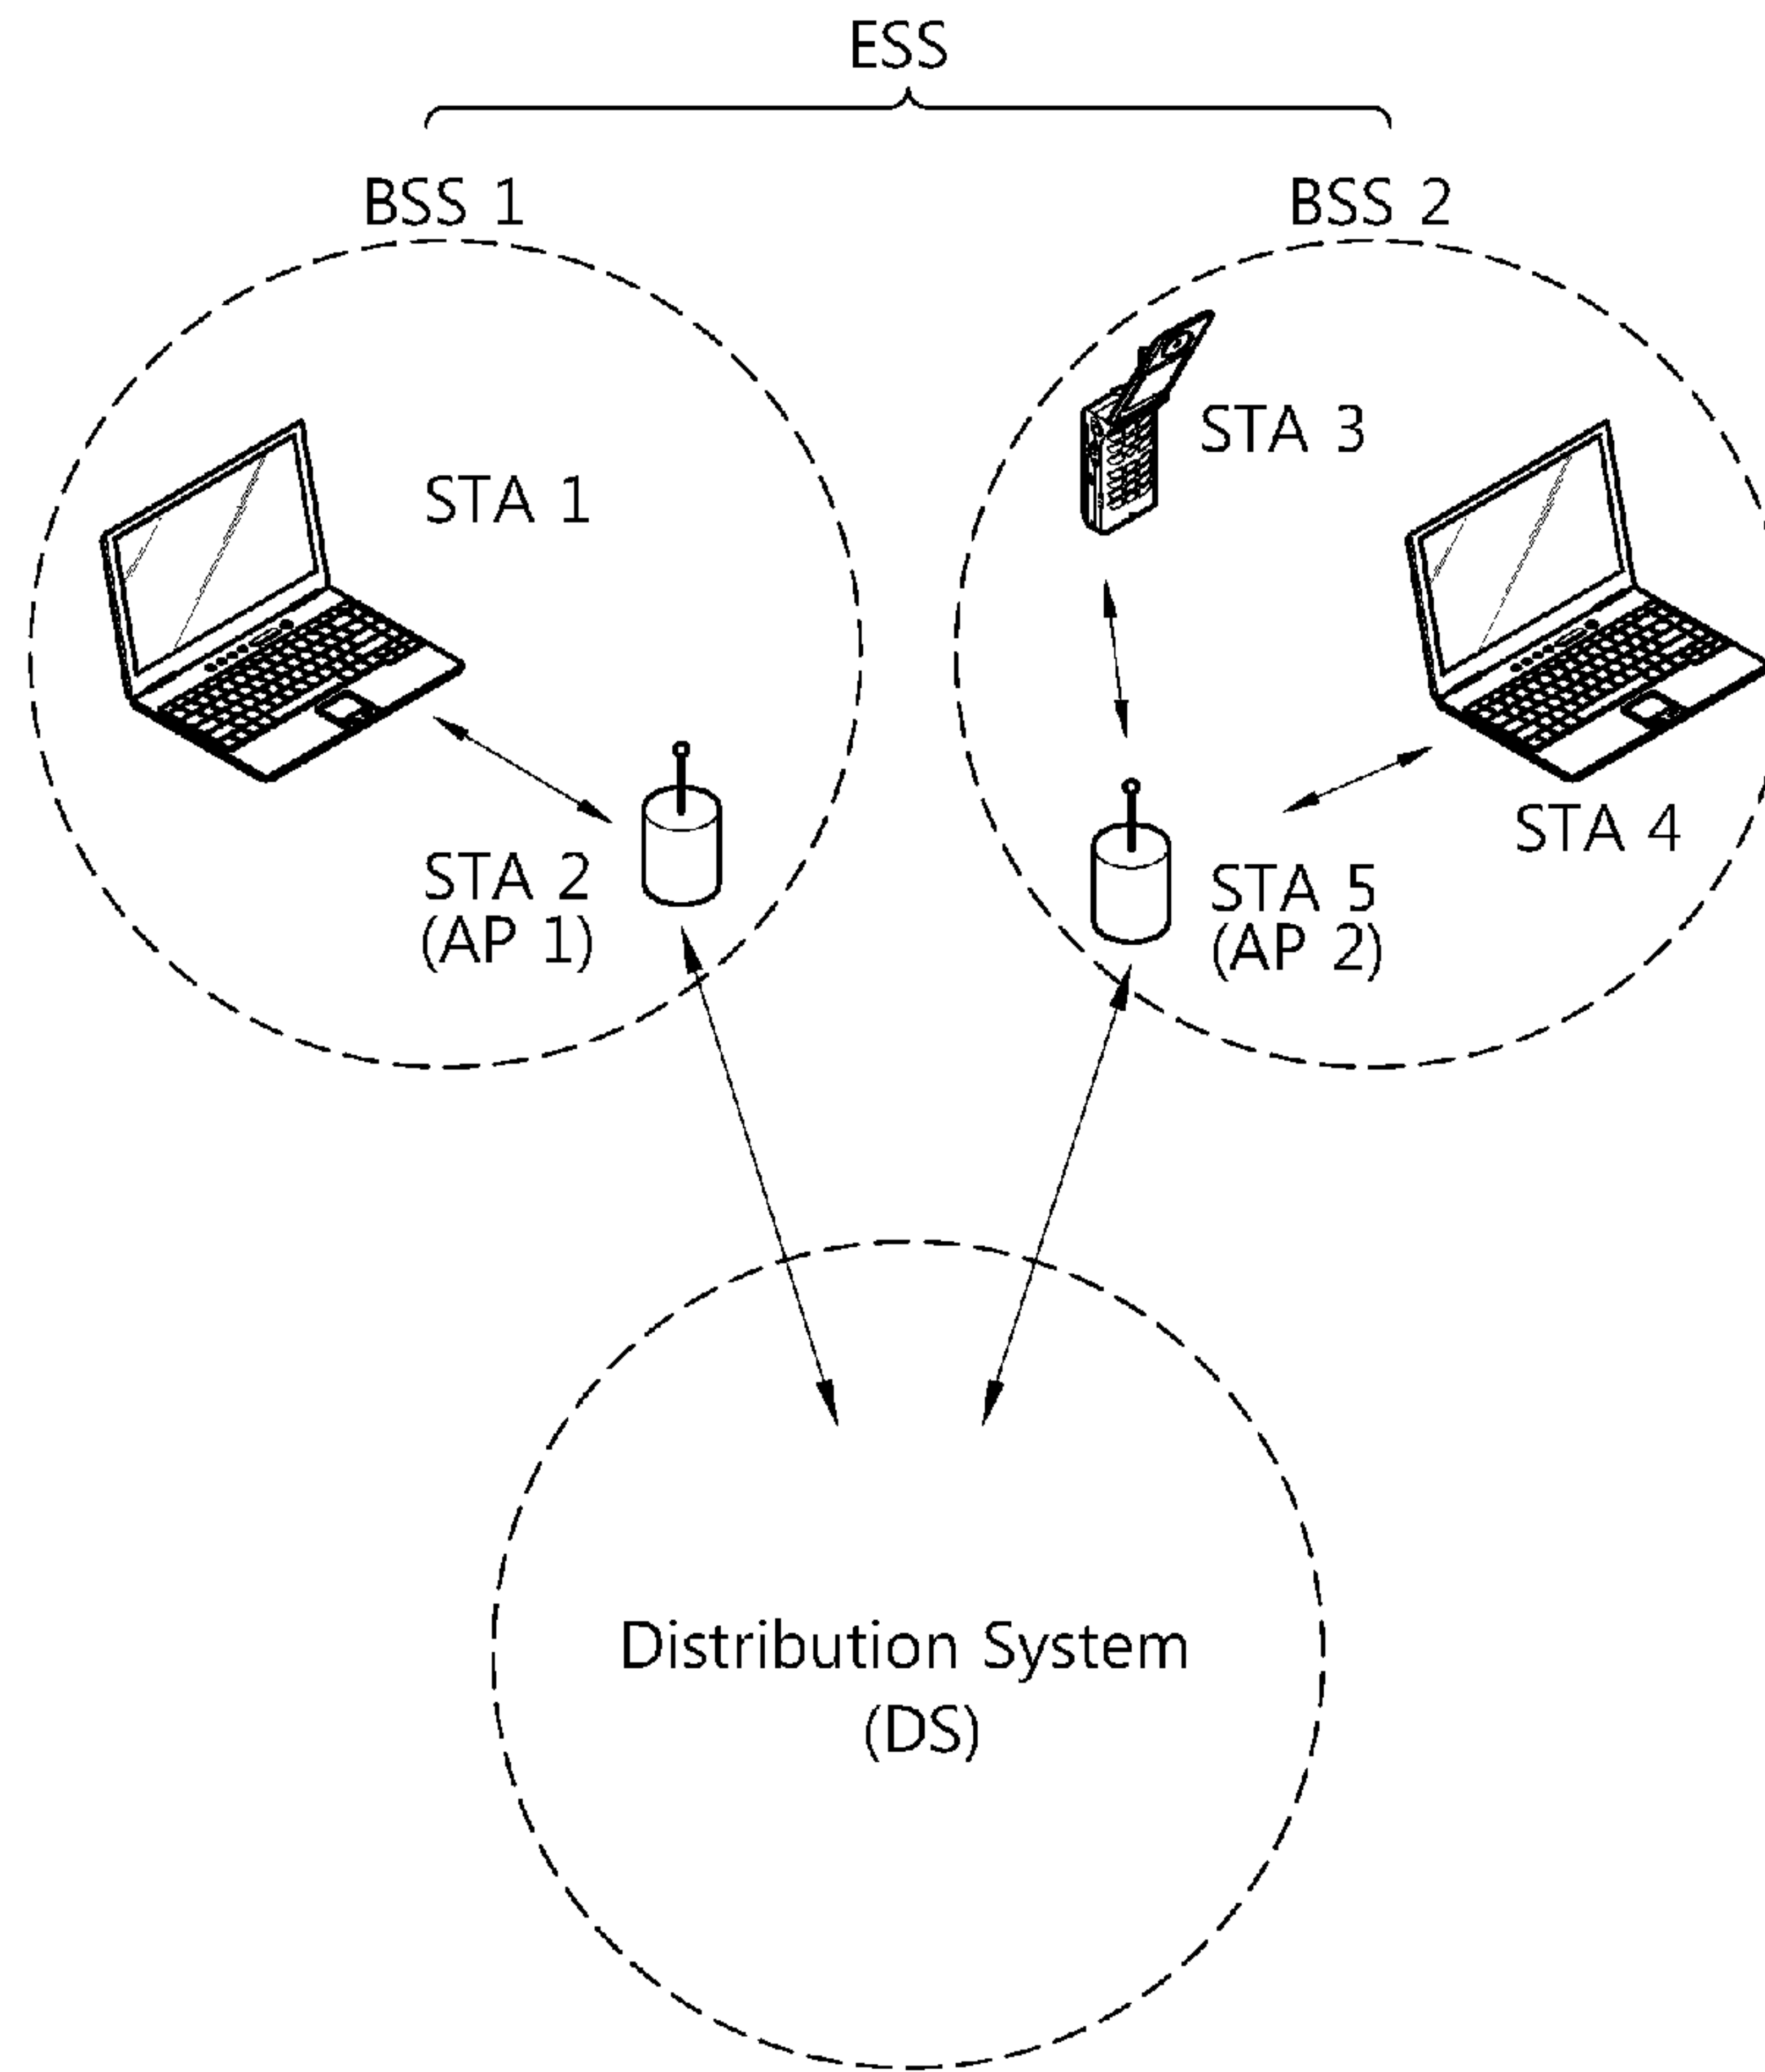 ESS
BSS 1
BSS 2
STA 1
STA 2
(AP 1)
STA 3
STA 4
STA 5
(AP 2)
Distribution System
(DS)